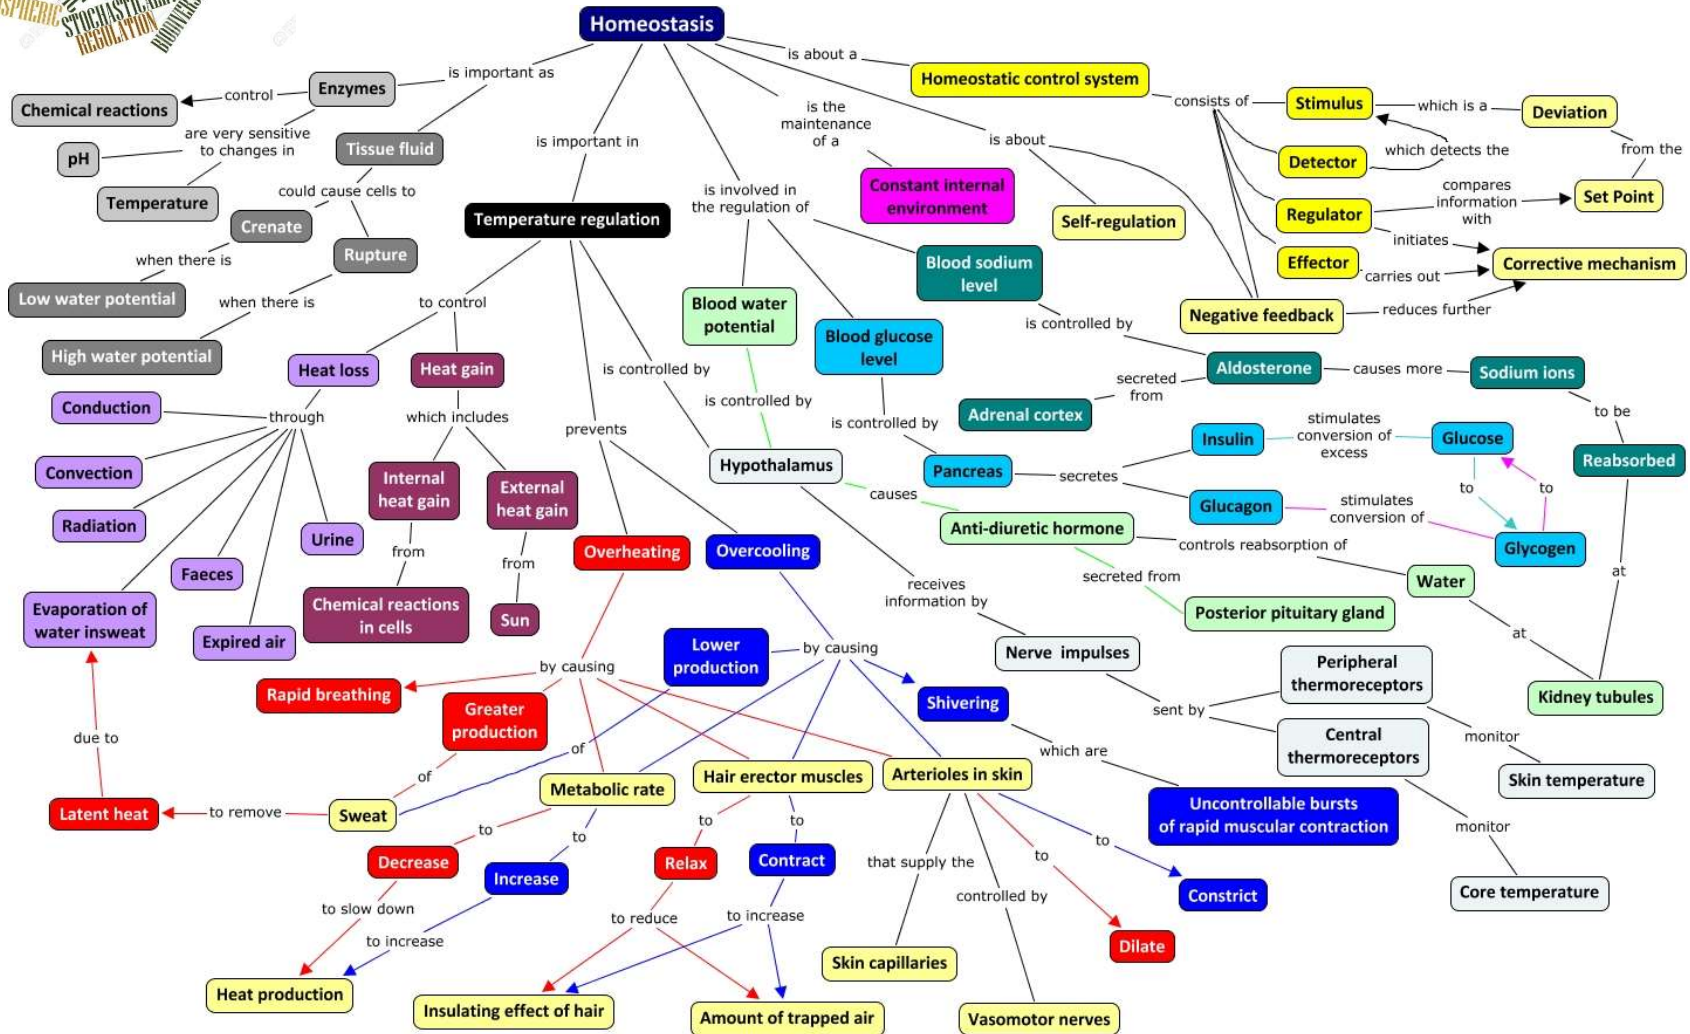 SPHERIC
STOCHASTICAL
REGULATION
Homeostasis
is about a
is important as
Homeostatic control system
Enzymes
control
Chemical reactions
consists of
Stimulus
which is a
Deviation
is the
maintenance
of a
are very sensitive
to changes in
Tissue fluid
is important in
is about
pH
Detector
which detects the
from the
could cause cells to
Temperature
is involved in
the regulation of
Constant internal
environment
compares
information
with
Set Point
Crenate
Temperature regulation
Self-regulation
Regulator
initiates
when there is
Rupture
Blood sodium
level
Effector
carries out
Corrective mechanism
Low water potential
when there is
to control
Blood water
potential
Negative feedback
reduces further
is controlled by
High water potential
Blood glucose
level
Heat loss
Heat gain
is controlled by
Aldosterone
causes more
Sodium ions
secreted
from
Conduction
through
which includes
is controlled by
Adrenal cortex
to be
prevents
is controlled by
stimulates
conversion of
excess
Insulin
Glucose
Convection
Hypothalamus
Pancreas
secretes
Reabsorbed
Internal
heat gain
External
heat gain
causes
to
to
Glucagon
stimulates
conversion of
Radiation
Urine
Anti-diuretic hormone
controls reabsorption of
Glycogen
from
Overheating
Overcooling
from
Faeces
secreted from
Water
at
receives
information by
Evaporation of
water insweat
Chemical reactions
in cells
Sun
Posterior pituitary gland
Expired air
Lower
production
by causing
at
Nerve impulses
by causing
Peripheral
thermoreceptors
Rapid breathing
Greater
production
Shivering
sent by
Kidney tubules
due to
of
which are
Central
thermoreceptors
monitor
of
Metabolic rate
Hair erector muscles
Arterioles in skin
Skin temperature
Latent heat
to remove
Sweat
Uncontrollable bursts
of rapid muscular contraction
to
to
to
to
to
to
monitor
Decrease
Increase
Relax
Contract
that supply the
controlled by
Constrict
Core temperature
to slow down
to increase
to reduce
to increase
Dilate
Skin capillaries
Heat production
Insulating effect of hair
Amount of trapped air
Vasomotor nerves